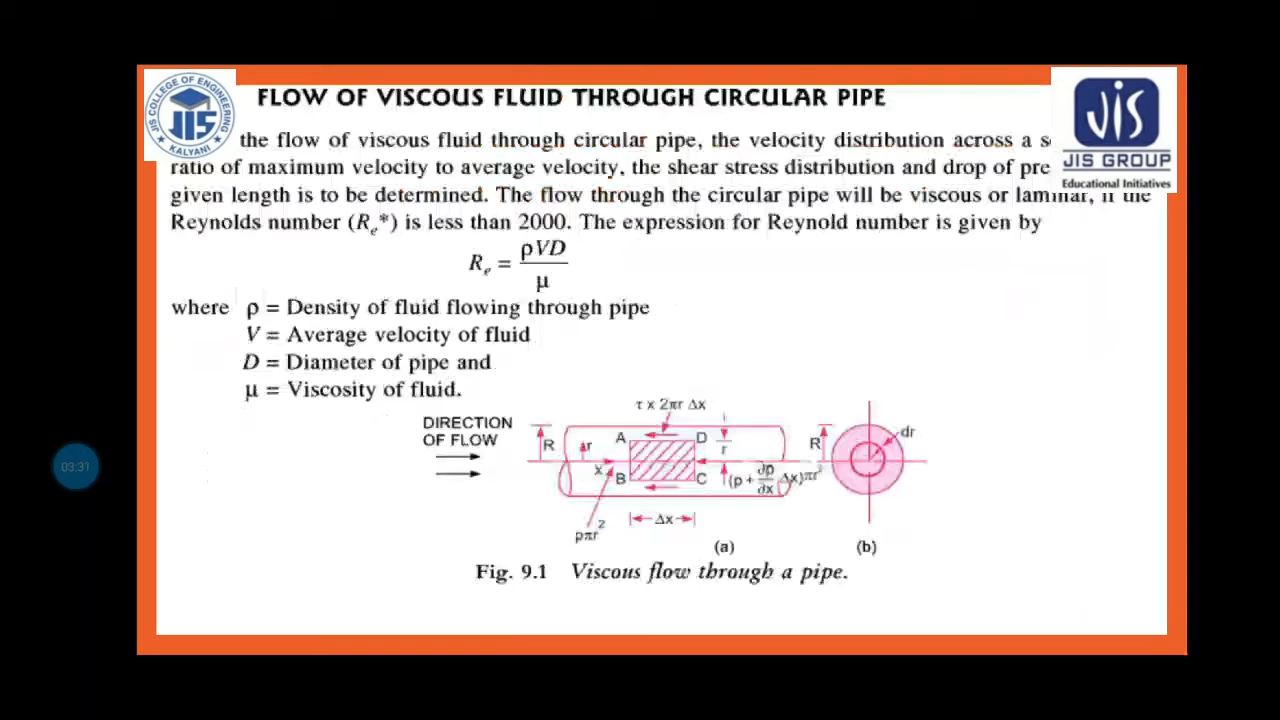 JIS COLLEGE OF ENGINEERING
JIS
KALYANI
FLOW OF VISCOUS FLUID THROUGH CIRCULAR PIPE
JIS GROUP
Educational Initiatives
the flow of viscous fluid through circular pipe, the velocity distribution across a
ratio of maximum velocity to average velocity, the shear stress distribution and drop of
given length is to be determined. The flow through the circular pipe will be viscous or laminar, if the
Reynolds number (Rₑ*) is less than 2000. The expression for Reynold number is given by
Rₑ = ρVD / μ
where ρ = Density of fluid flowing through pipe
V = Average velocity of fluid
D = Diameter of pipe and
μ = Viscosity of fluid.
τ x 2πr Δx
DIRECTION
OF FLOW
R
r
A
D
r
x
B
C
(p + ∂p/∂x Δx)πr²
R
dr
Δx
pπr²
(a)
(b)
Fig. 9.1 Viscous flow through a pipe.
03:31